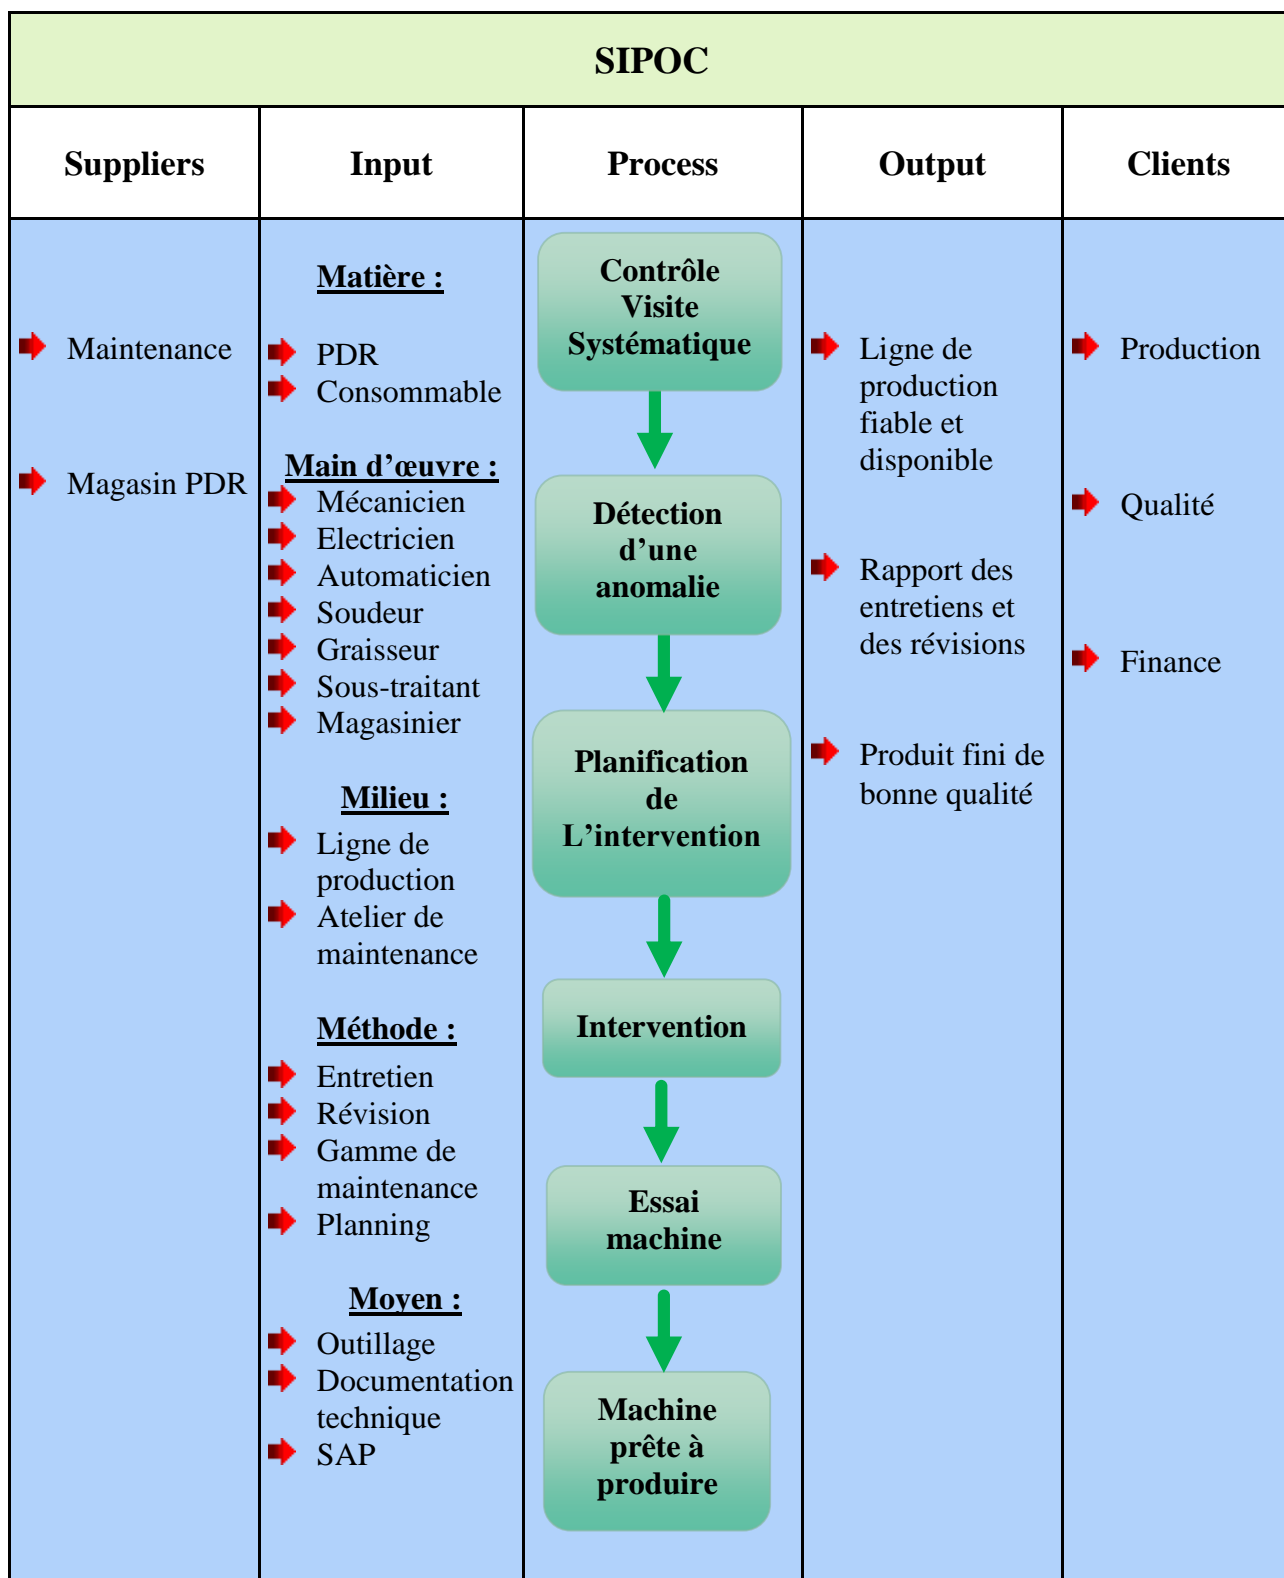 SIPOC
Suppliers
Input
Process
Output
Clients
Maintenance
Magasin PDR
Matière :
PDR
Consommable
Main d’œuvre :
Mécanicien
Electricien
Automaticien
Soudeur
Graisseur
Sous-traitant
Magasinier
Milieu :
Ligne de
production
Atelier de
maintenance
Méthode :
Entretien
Révision
Gamme de
maintenance
Planning
Moyen :
Outillage
Documentation
technique
SAP
Contrôle
Visite
Systématique
Détection
d’une
anomalie
Planification
de
L’intervention
Intervention
Essai
machine
Machine
prête à
produire
Ligne de
production
fiable et
disponible
Rapport des
entretiens et
des révisions
Produit fini de
bonne qualité
Production
Qualité
Finance